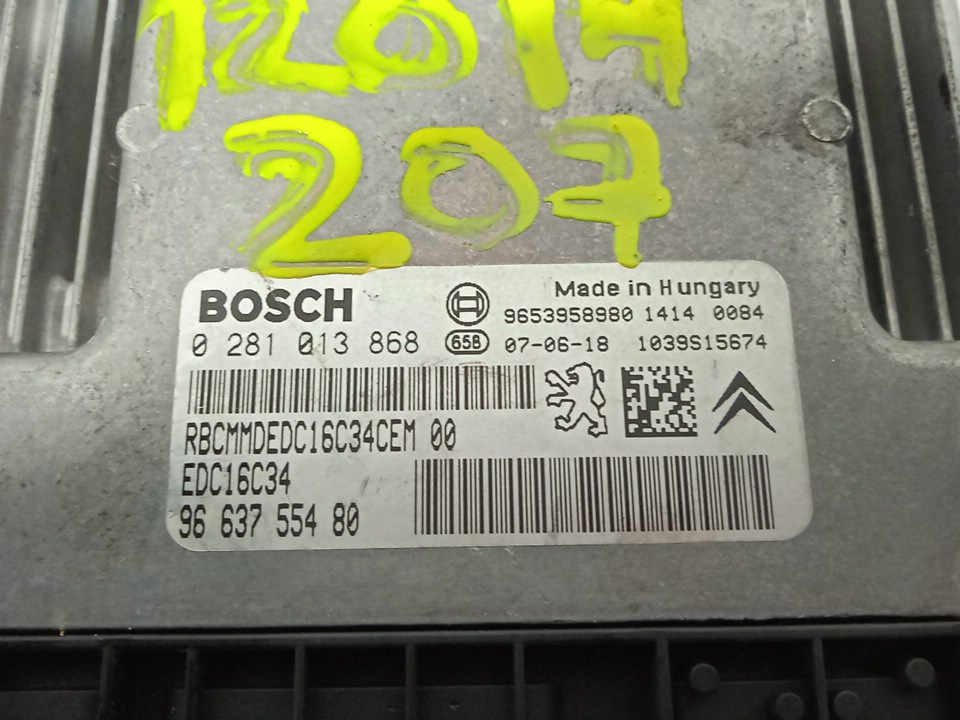 12014
207
BOSCH
Made in Hungary
9653958980 1414 0084
0 281 013 868
65B 07-06-18 1039S15674
RBCMMDEDC16C34CEM 00
EDC16C34
96 637 554 80